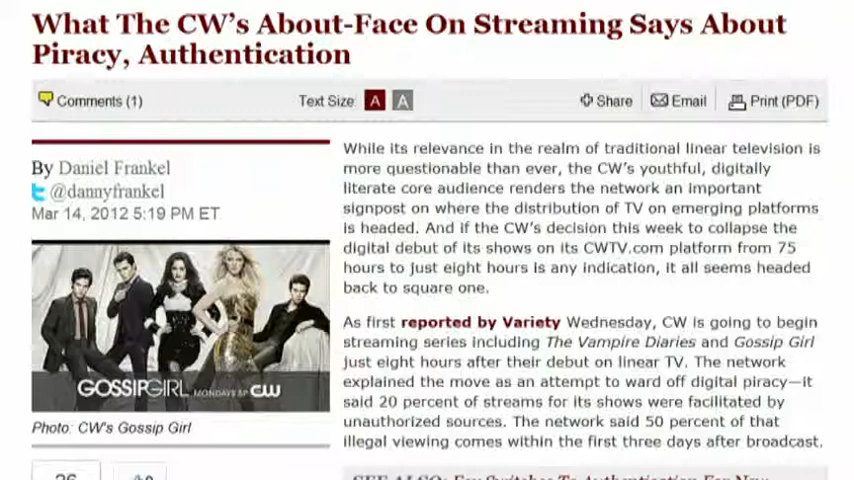 What The CW's About-Face On Streaming Says About
Piracy, Authentication
Comments (1)
Text Size: A A
Share
Email
Print (PDF)
By Daniel Frankel
@dannyfrankel
Mar 14, 2012 5:19 PM ET
GOSSIPGIRL MONDAYS CW
Photo: CW's Gossip Girl
While its relevance in the realm of traditional linear television is
more questionable than ever, the CW's youthful, digitally
literate core audience renders the network an important
signpost on where the distribution of TV on emerging platforms
is headed. And if the CW's decision this week to collapse the
digital debut of its shows on its CWTV.com platform from 75
hours to just eight hours is any indication, it all seems headed
back to square one.
As first reported by Variety Wednesday, CW is going to begin
streaming series including The Vampire Diaries and Gossip Girl
just eight hours after their debut on linear TV. The network
explained the move as an attempt to ward off digital piracy—it
said 20 percent of streams for its shows were facilitated by
unauthorized sources. The network said 50 percent of that
illegal viewing comes within the first three days after broadcast.